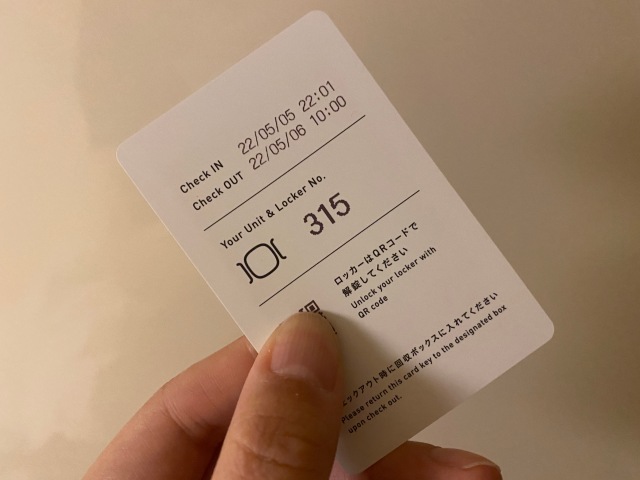 Check IN 22/05/05 22:01
Check OUT 22/05/06 10:00
Your Unit & Locker No.
315
ロッカーはQRコードで
解錠してください
Unlock your locker with
QR code
ェックアウト時に回収ボックスに入れてください
Please return this card key to the designated box
upon check out.